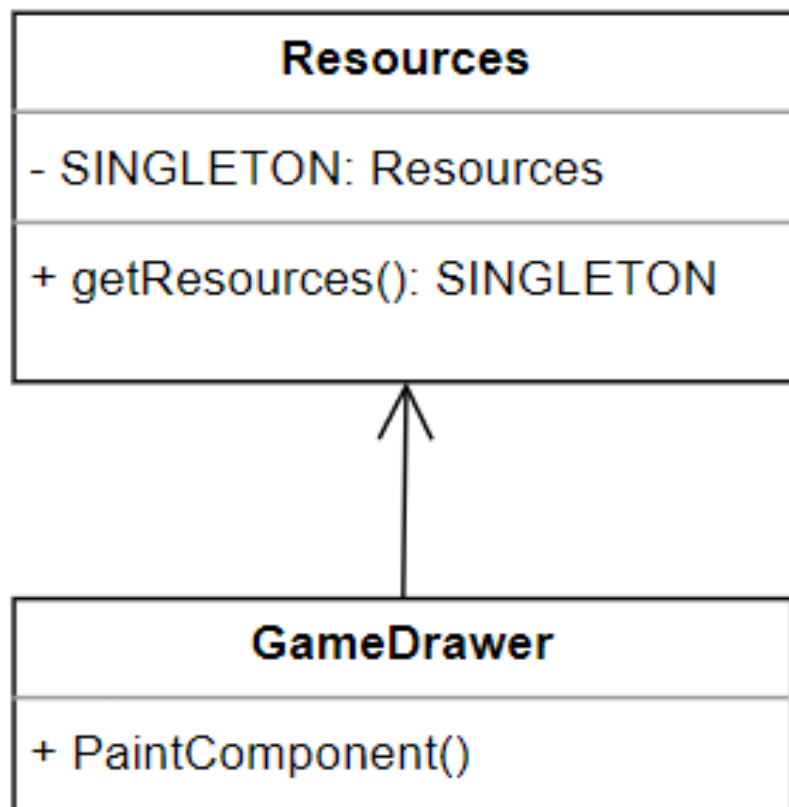 Resources
- SINGLETON: Resources
+ getResources(): SINGLETON
GameDrawer
+ PaintComponent()